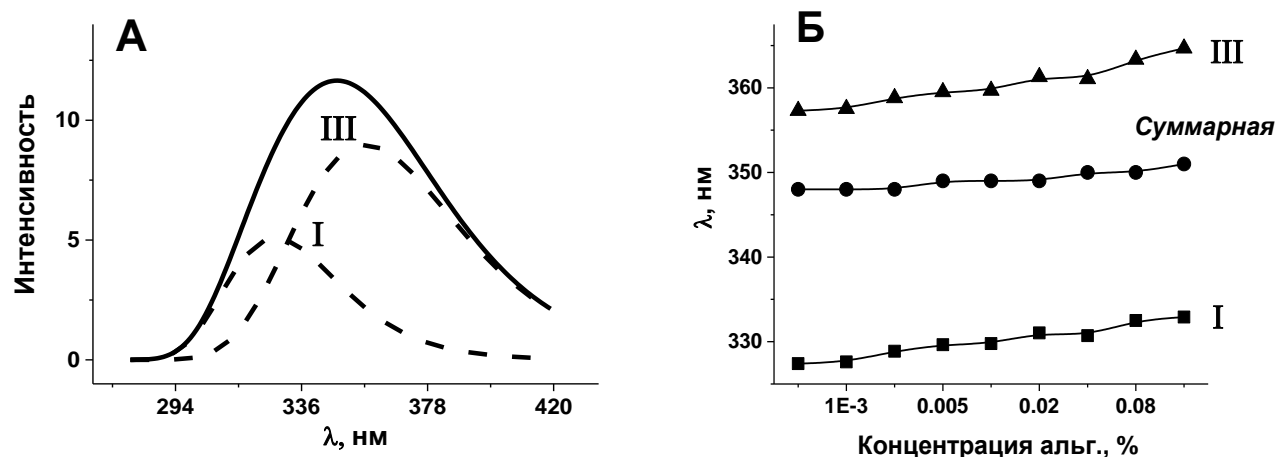 А
Интенсивность
10
5
0
III
I
294
336
378
420
λ, нм
Б
λ, нм
360
350
340
330
III
Суммарная
I
1E-3
0.005
0.02
0.08
Концентрация альг., %